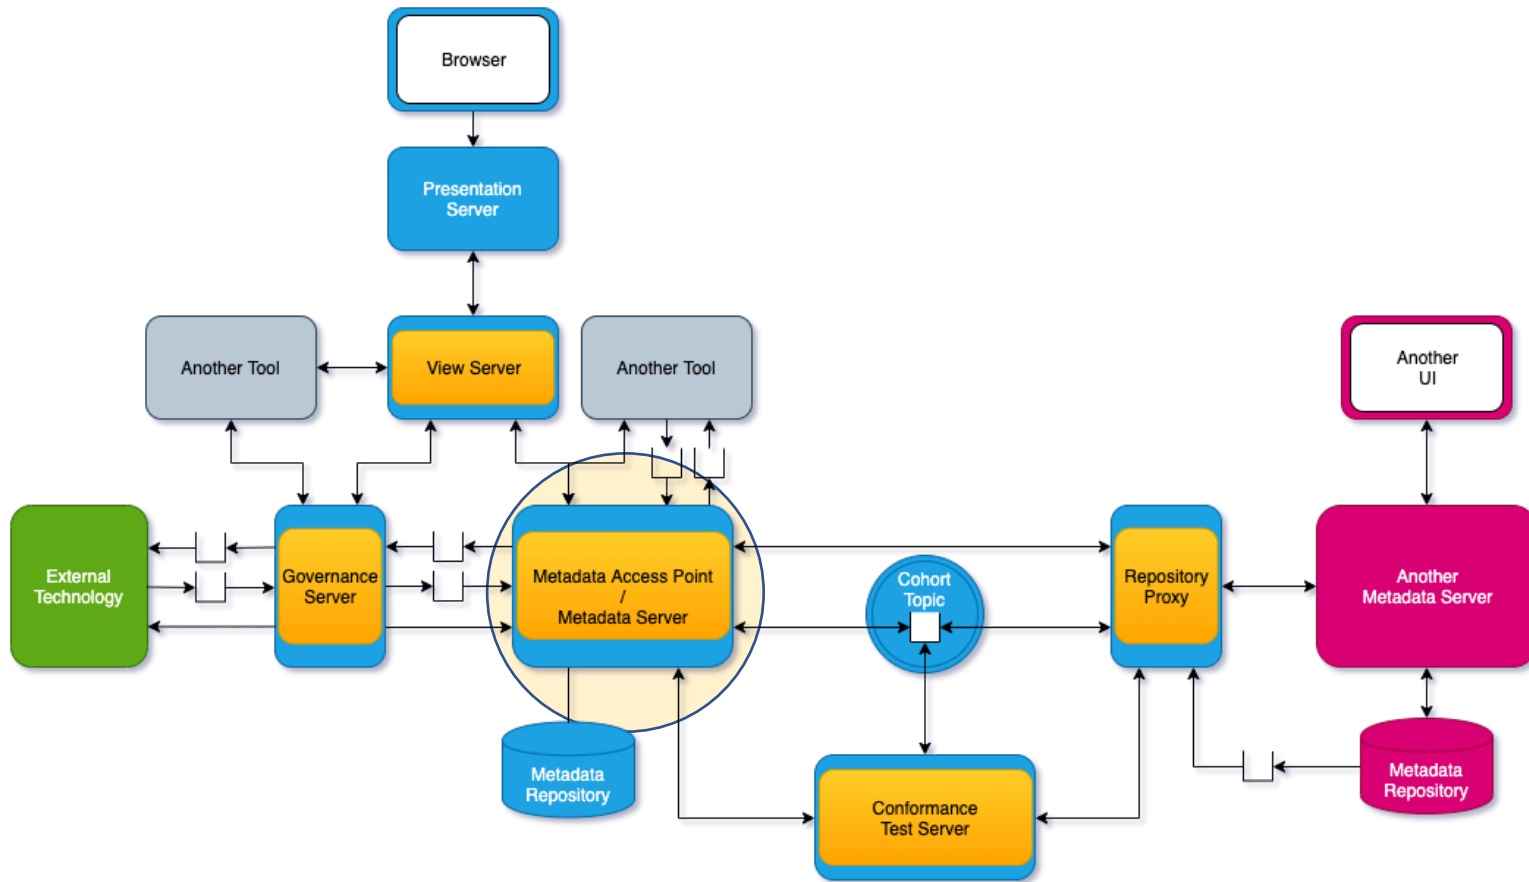 Browser
Presentation
Server
Another Tool
View Server
Another Tool
Another
UI
External
Technology
Governance
Server
Metadata Access Point
/
Metadata Server
Cohort
Topic
Repository
Proxy
Another
Metadata Server
Metadata
Repository
Conformance
Test Server
Metadata
Repository